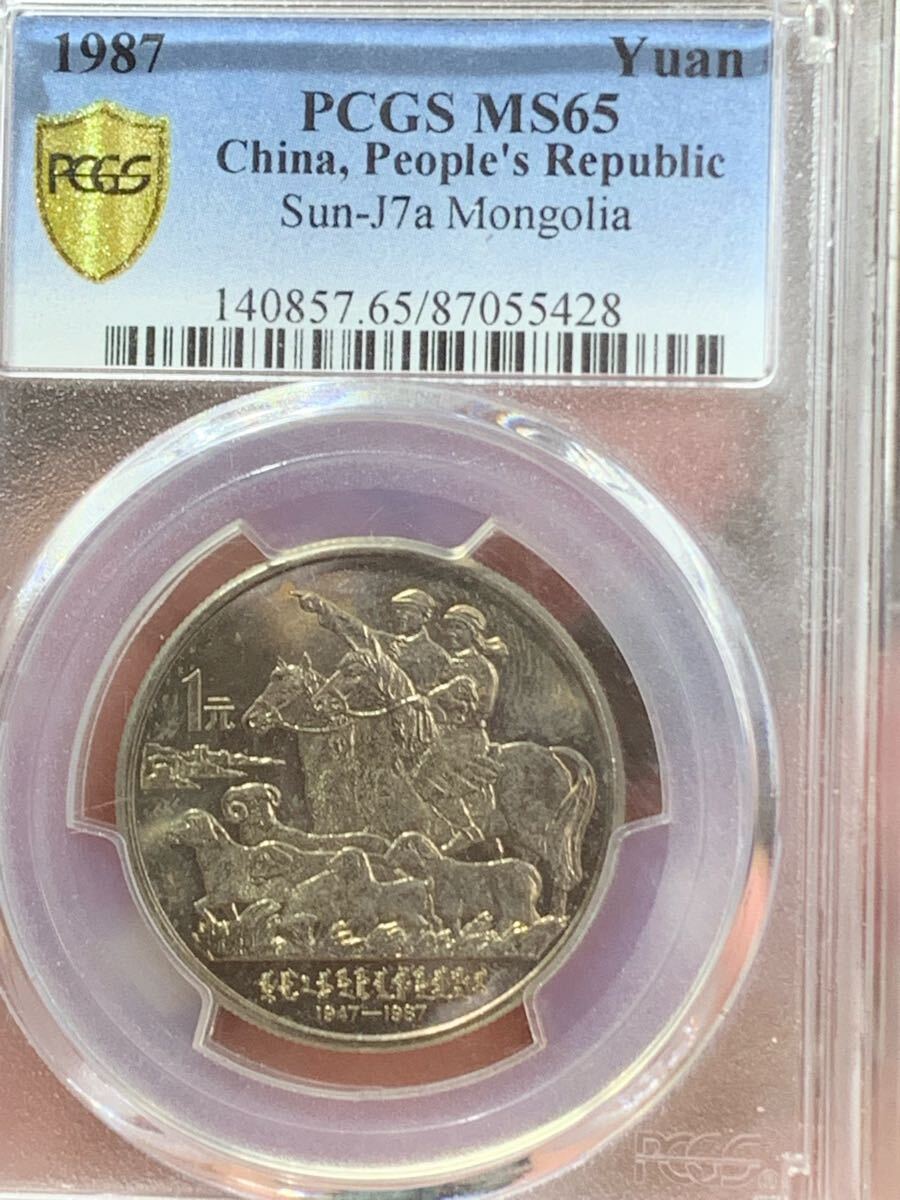 1987 Yuan
PCGS MS65
China, People's Republic
Sun-J7a Mongolia
140857.65/87055428
PCGS
1元
1947—1987
PCGS